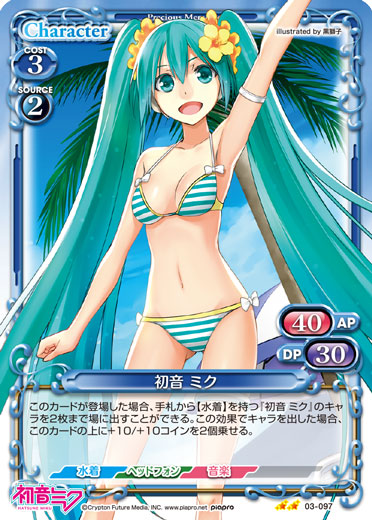 Precious Mem
Character
illustrated by 黒獅子
COST
3
SOURCE
2
40 AP
DP 30
初音 ミク
このカードが登場した場合、手札から【水着】を持つ『初音 ミク』のキャ
ラを2枚まで場に出すことができる。この効果でキャラを出した場合、
このカードの上に+10/+10コインを2個乗せる。
水着 ヘッドフォン 音楽
初音ミク
HATSUNE MIKU
©Crypton Future Media, INC. www.piapro.net piapro
03-097